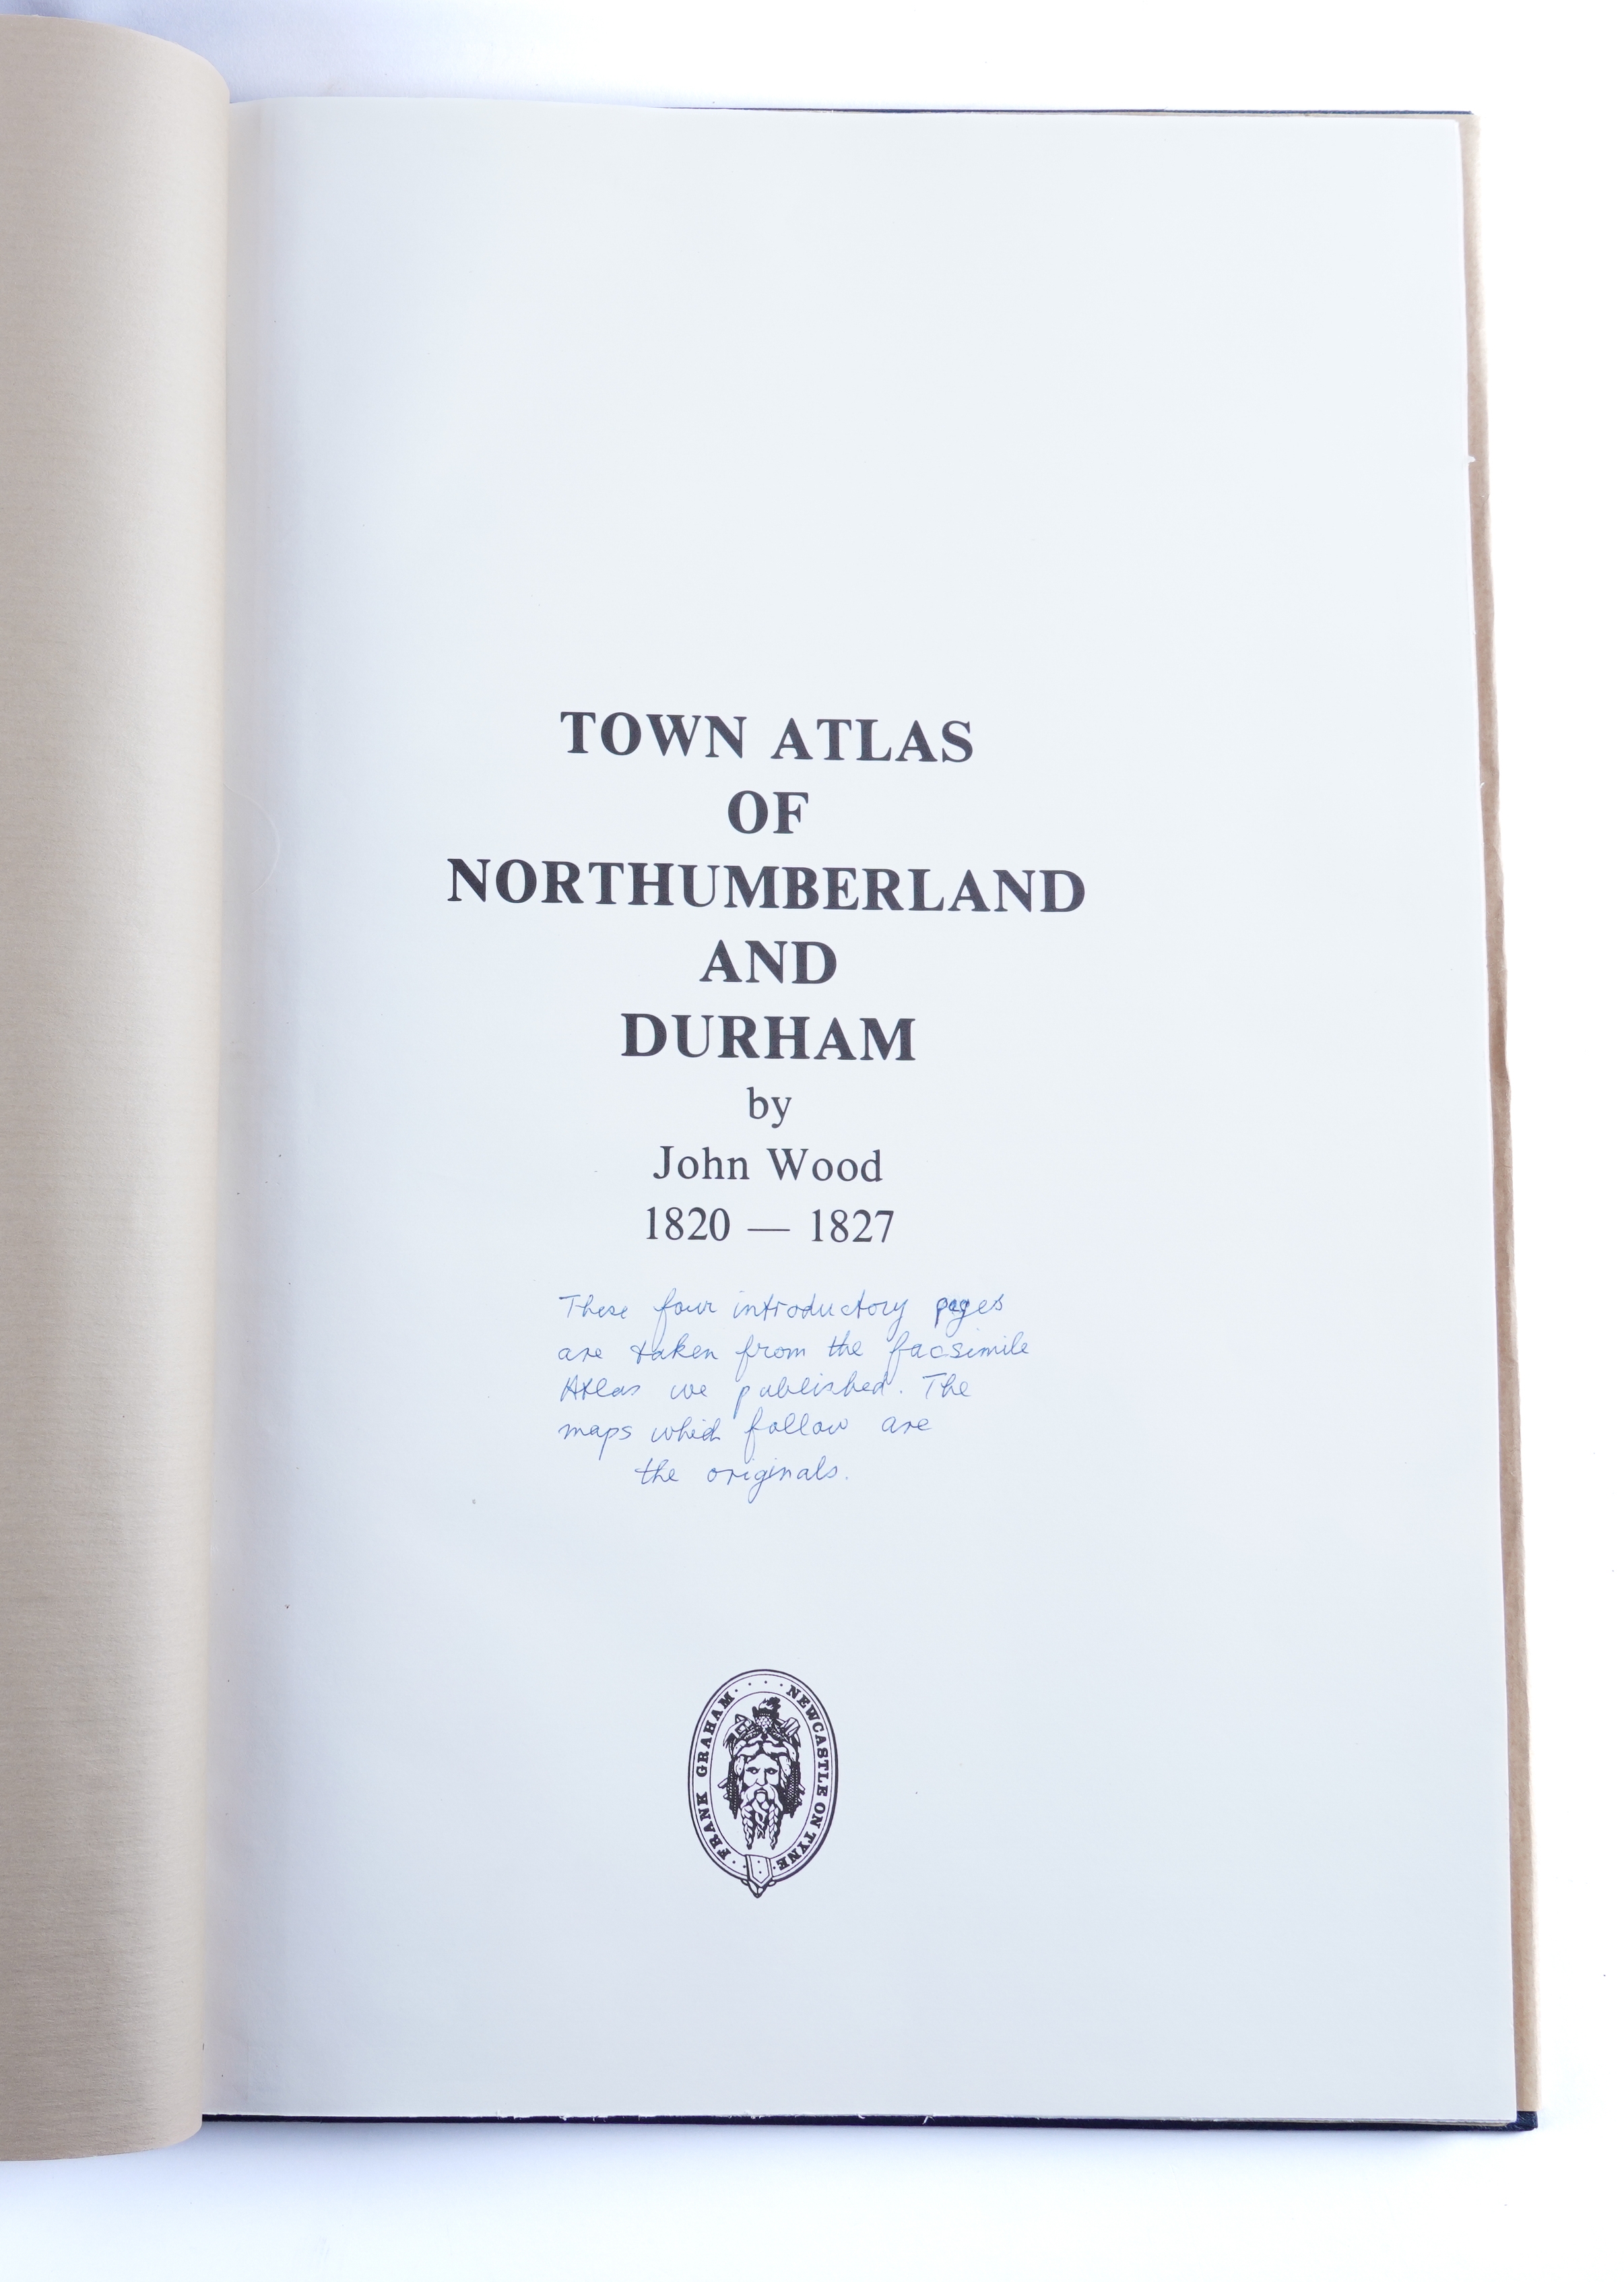 TOWN ATLAS
OF
NORTHUMBERLAND
AND
DURHAM
by
John Wood
1820 — 1827
These four introductory pages
are taken from the facsimile
Atlas we published. The
maps which follow are
the originals.
FRANK GRAHAM
NEWCASTLE ON TYNE